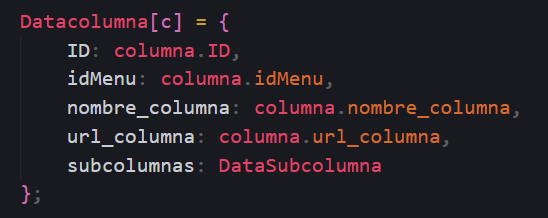 Datacolumna[c] = {
ID: columna.ID,
idMenu: columna.idMenu,
nombre_columna: columna.nombre_columna,
url_columna: columna.url_columna,
subcolumnas: DataSubcolumna
};